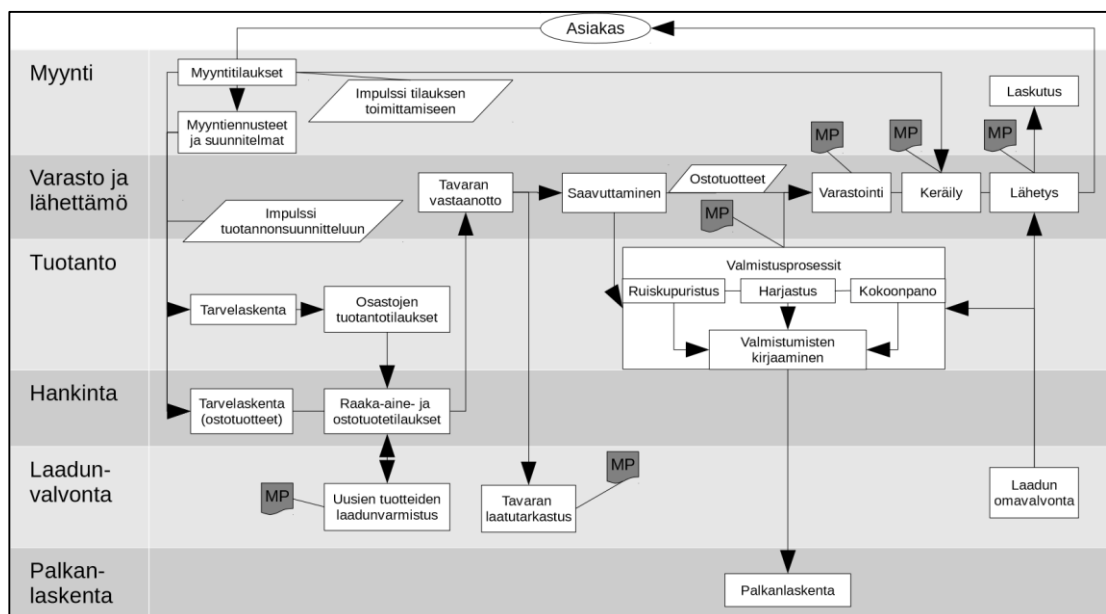 Asiakas
Myynti
Myyntitilaukset
Impulssi tilauksen
toimittamiseen
Laskutus
Myyntiennusteet
ja suunnitelmat
MP
MP
MP
Varasto ja
lähettämö
Tavaran
vastaanotto
Saavuttaminen
Ostotuotteet
Varastointi
Keräily
Lähetys
MP
Impulssi
tuotannonsuunnitteluun
Tuotanto
Valmistusprosessit
Ruiskupuristus
Harjastus
Kokoonpano
Tarvelaskenta
Osastojen
tuotantotilaukset
Valmistumisten
kirjaaminen
Hankinta
Tarvelaskenta
(ostotuotteet)
Raaka-aine- ja
ostotuotetilaukset
Laadun-
valvonta
MP
Uusien tuotteiden
laadunvarmistus
Tavaran
laatutarkastus
MP
Laadun
omavalvonta
Palkan-
laskenta
Palkanlaskenta